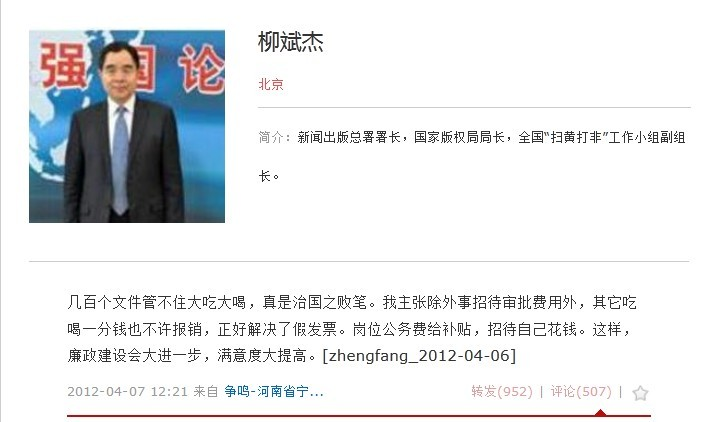 柳斌杰
强国论
北京
简介：新闻出版总署署长，国家版权局局长，全国“扫黄打非”工作小组副组
长。
几百个文件管不住大吃大喝，真是治国之败笔。我主张除外事招待审批费用外，其它吃
喝一分钱也不许报销，正好解决了假发票。岗位公务费给补贴，招待自己花钱。这样，
廉政建设会大进一步，满意度大提高。[zhengfang_2012-04-06]
2012-04-07 12:21 来自 争鸣-河南省宁... 转发(952) | 评论(507) |